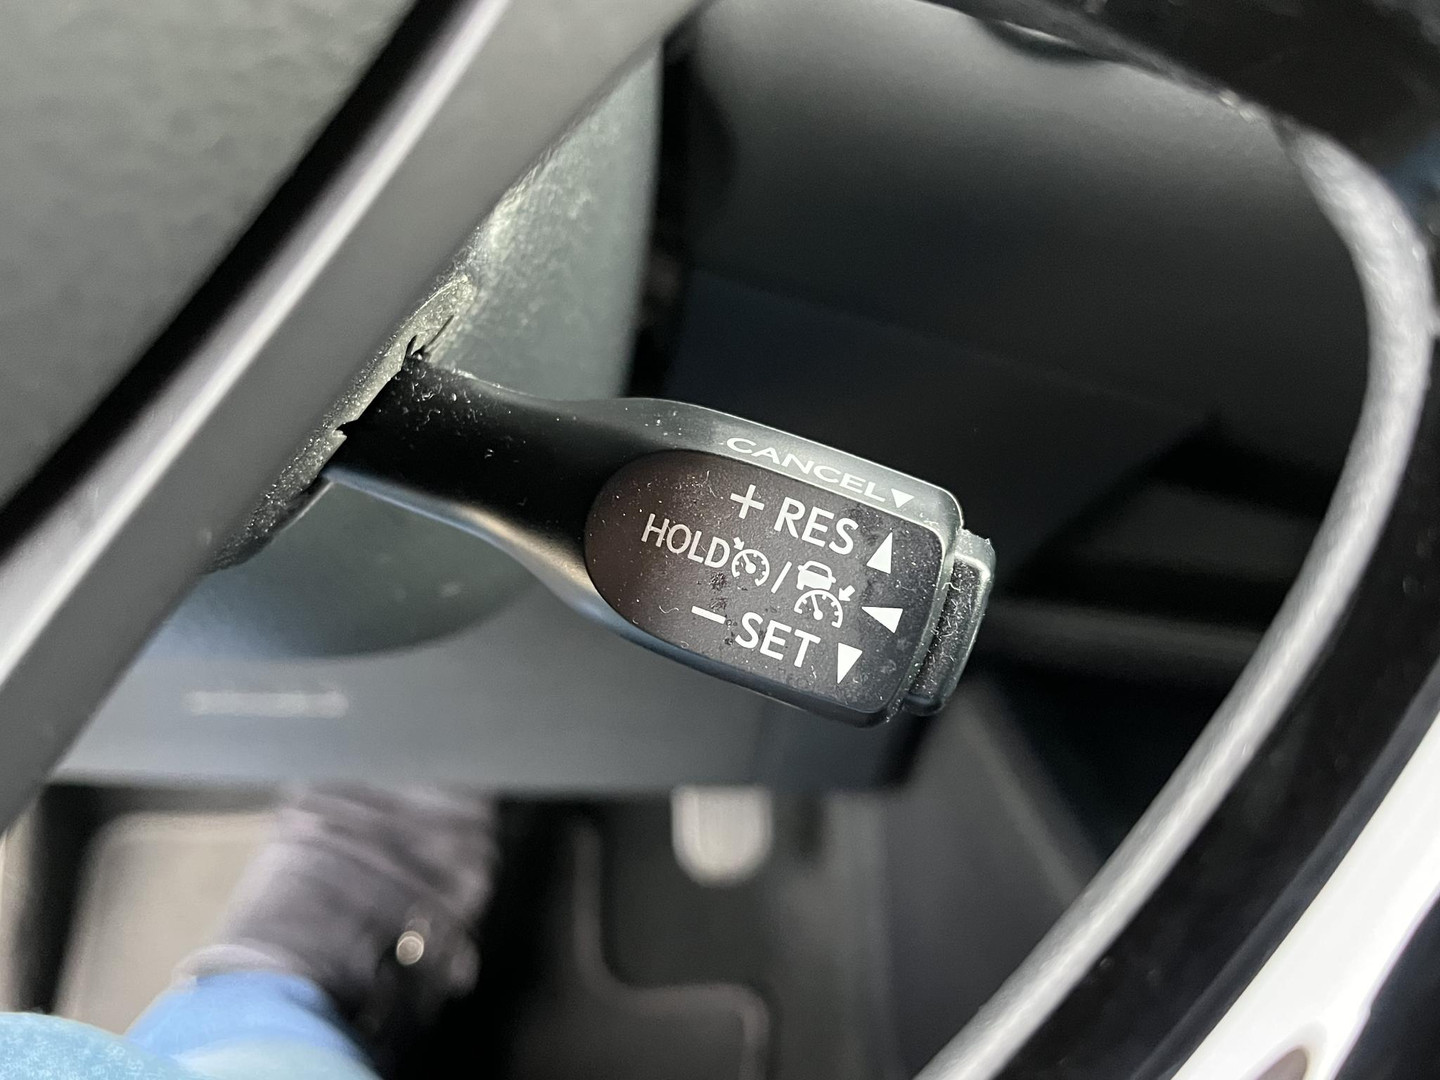 CANCEL▼
+ RES ▲
HOLD / ◀
− SET ▼